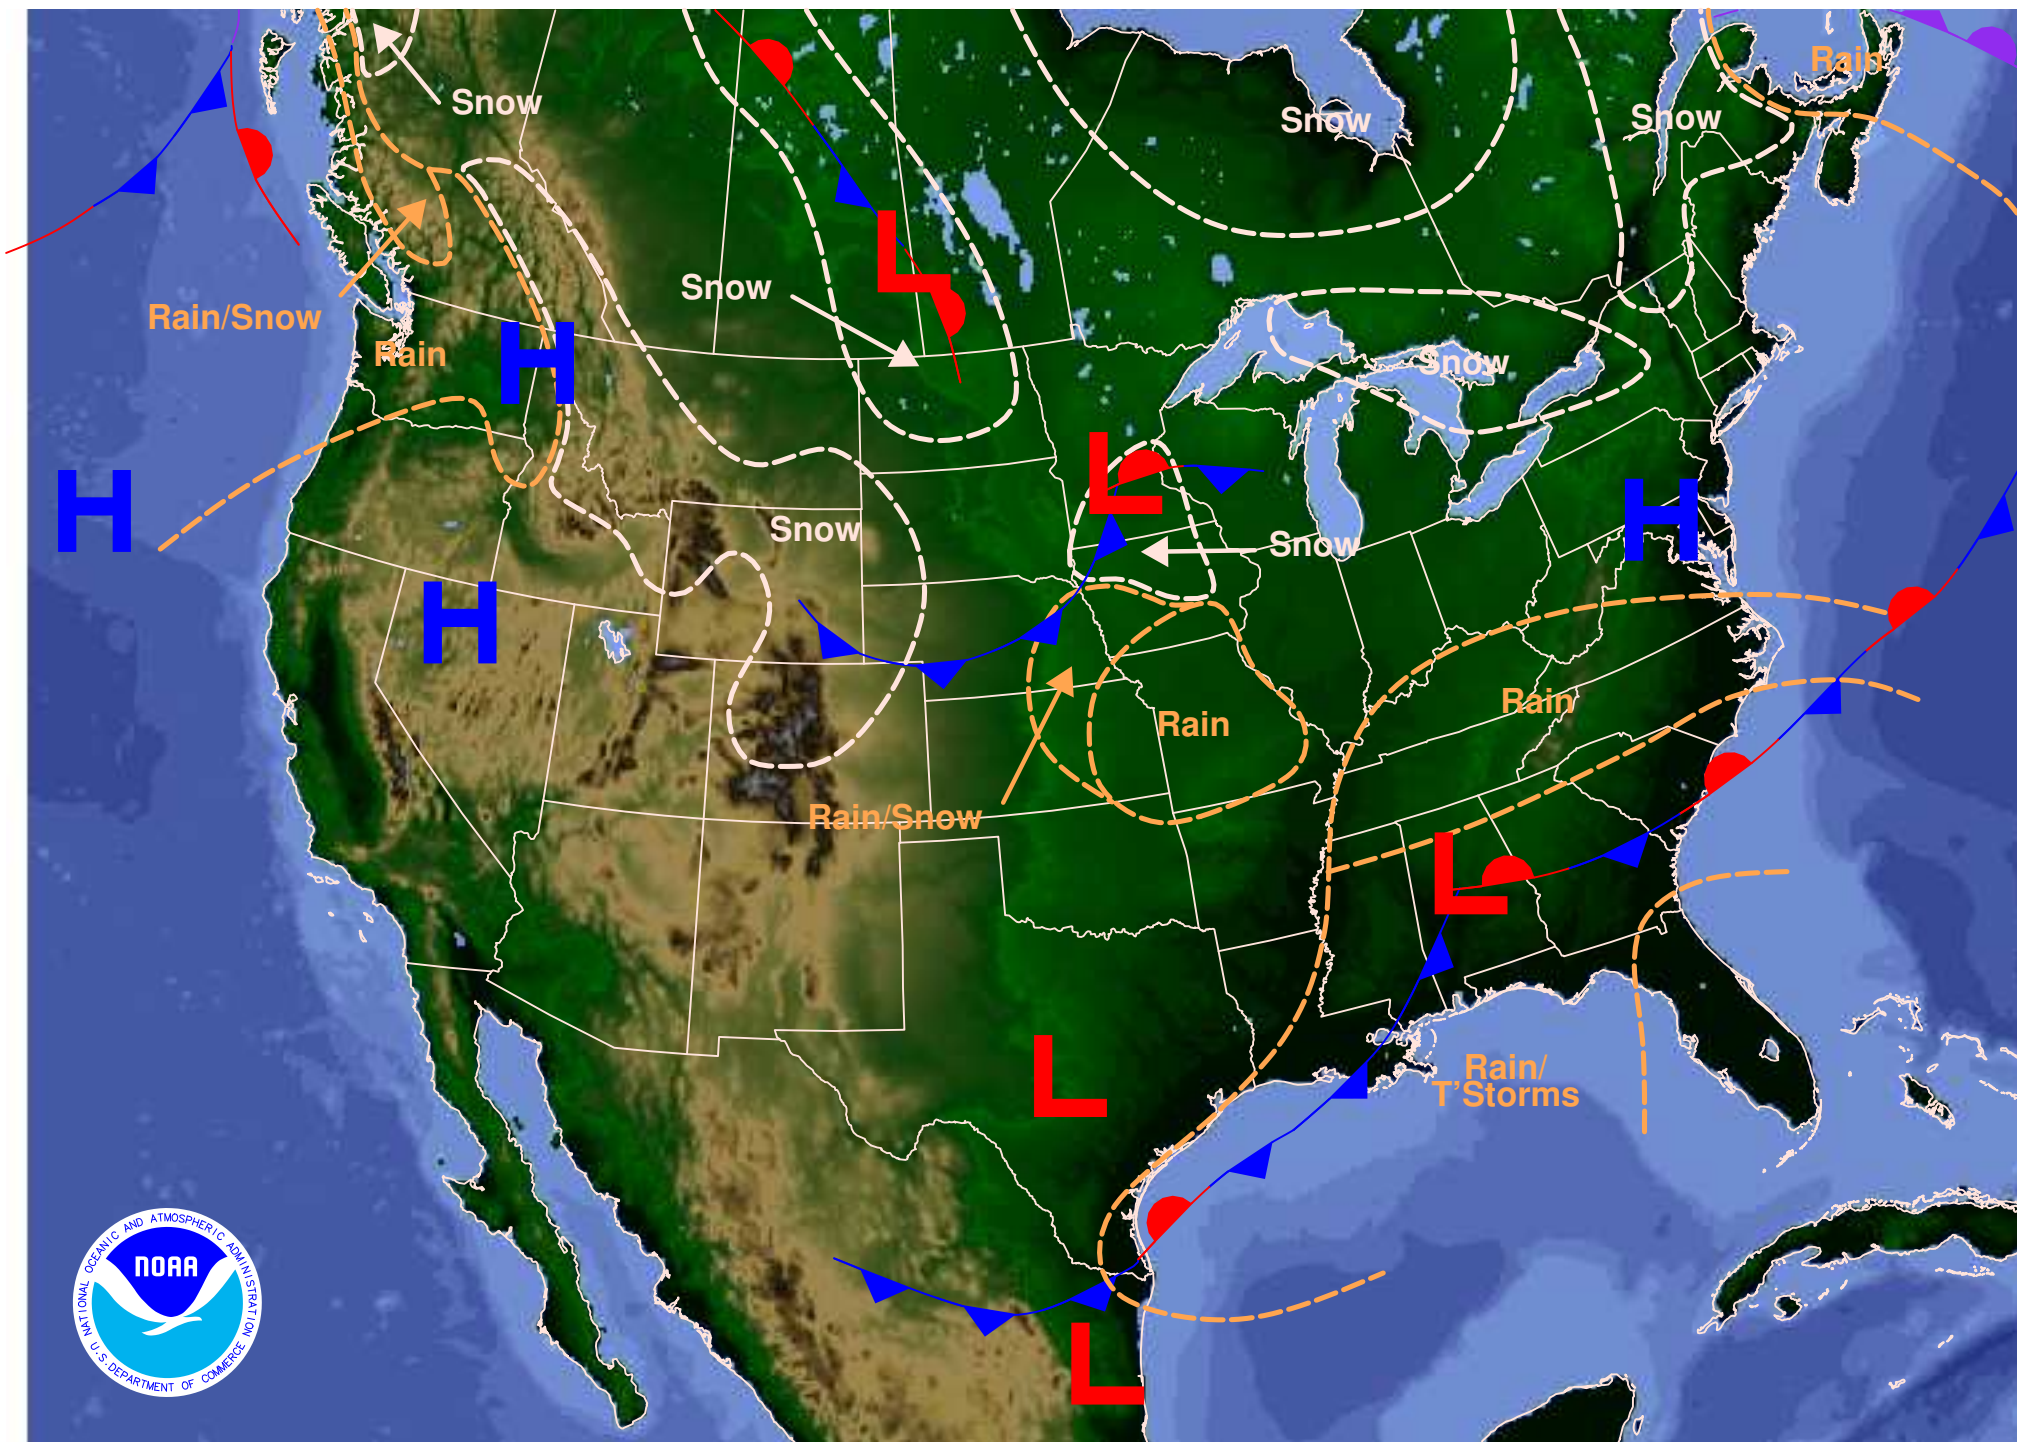 Rain
Snow
Snow
Snow
Snow
Rain/Snow
Rain
H
L
Snow
H
L
H
Snow
Snow
H
Rain
Rain
Rain/Snow
L
L
Rain/
T'Storms
L
NATIONAL OCEANIC AND ATMOSPHERIC ADMINISTRATION
NOAA
U.S. DEPARTMENT OF COMMERCE